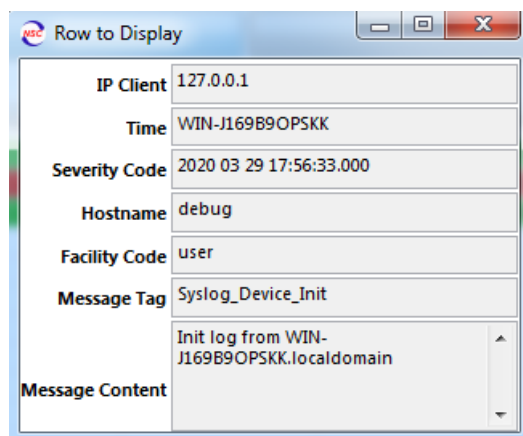 NSC Row to Display
IP Client 127.0.0.1
Time WIN-J169B9OPSKK
Severity Code 2020 03 29 17:56:33.000
Hostname debug
Facility Code user
Message Tag Syslog_Device_Init
Message Content Init log from WIN-
J169B9OPSKK.localdomain